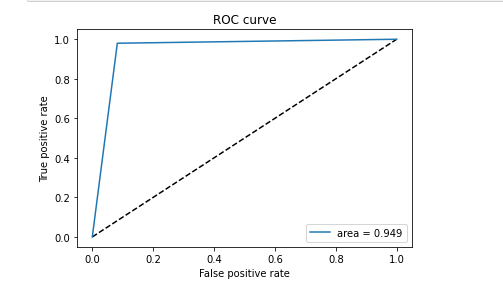 ROC curve
1.0
0.8
0.6
0.4
0.2
0.0
True positive rate
area = 0.949
0.0 0.2 0.4 0.6 0.8 1.0
False positive rate